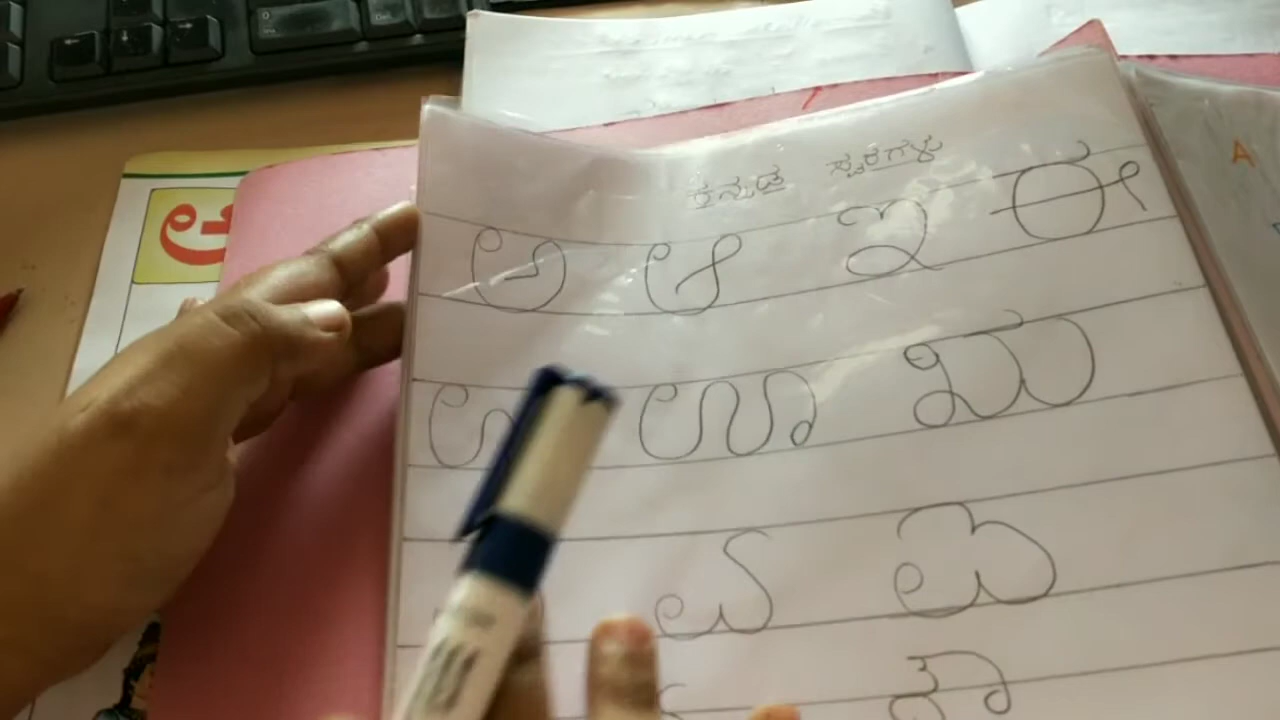 ಕನ್ನಡ ಸ್ವರಗಳು
ಅ ಆ ಇ ಈ
ಉ ಊ ಋ
ಏ ಐ
ಅ
A